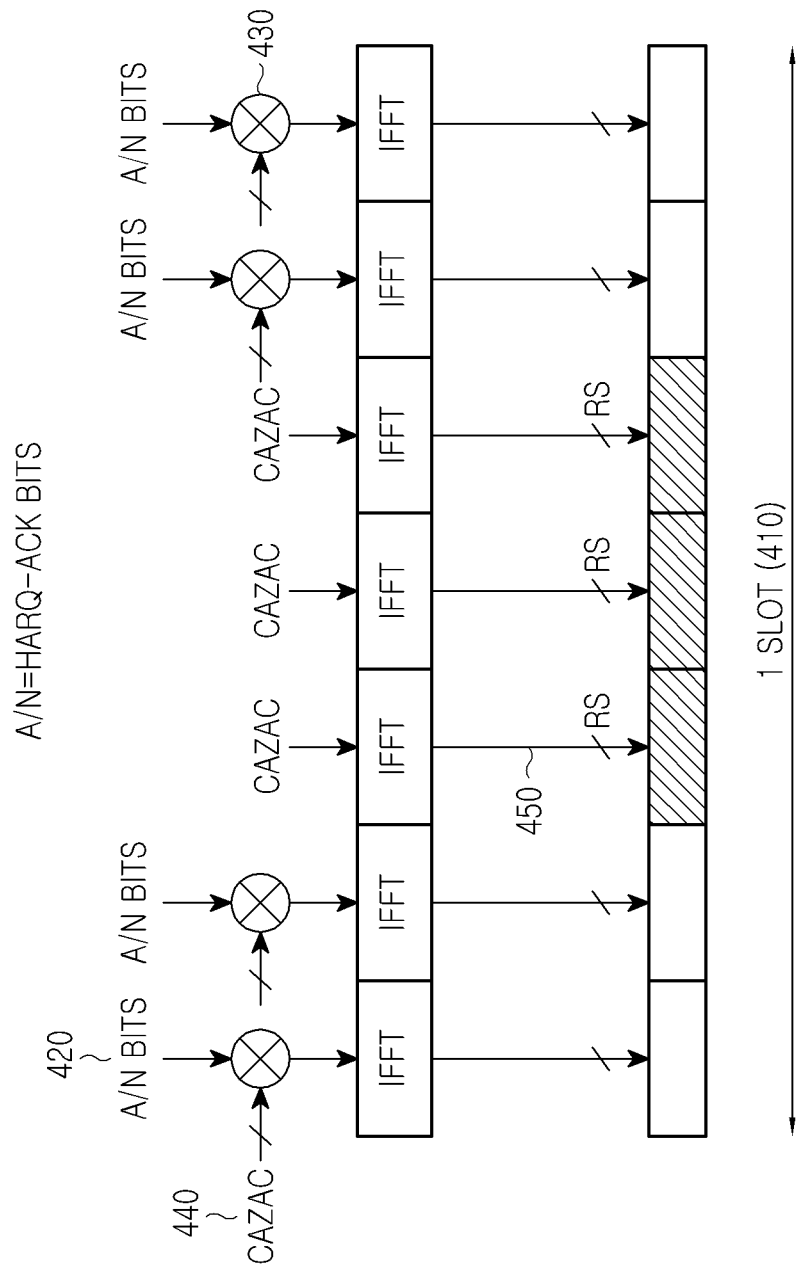 A/N=HARQ-ACK BITS
420
A/N BITS A/N BITS A/N BITS A/N BITS
440 430
CAZAC CAZAC CAZAC CAZAC
IFFT IFFT IFFT IFFT IFFT IFFT IFFT
450 RS RS RS
1 SLOT (410)